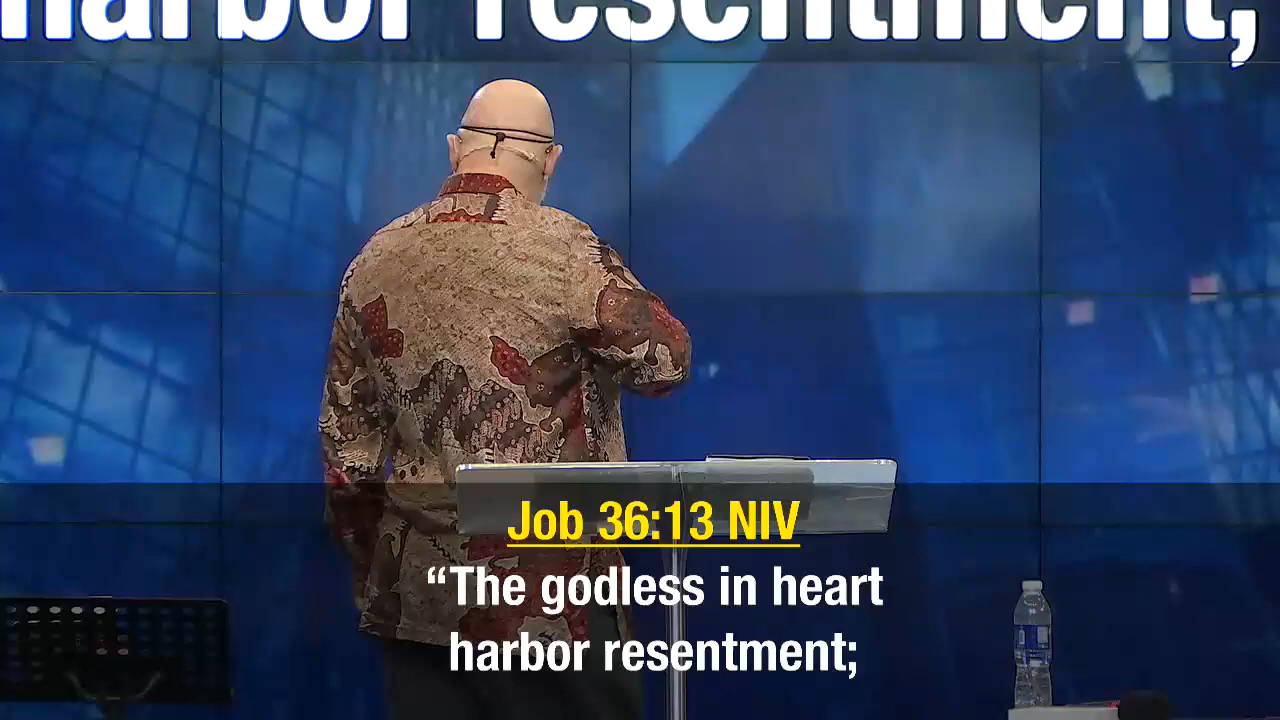 harbor resentment;
Job 36:13 NIV
“The godless in heart
harbor resentment;